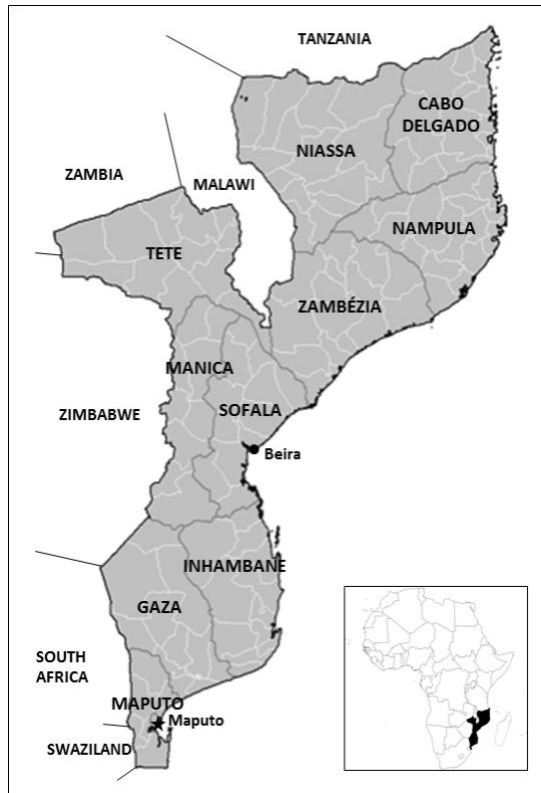 TANZANIA
CABO
DELGADO
NIASSA
ZAMBIA
MALAWI
NAMPULA
TETE
ZAMBÉZIA
MANICA
SOFALA
ZIMBABWE
Beira
INHAMBANE
GAZA
SOUTH
AFRICA
MAPUTO
Maputo
SWAZILAND